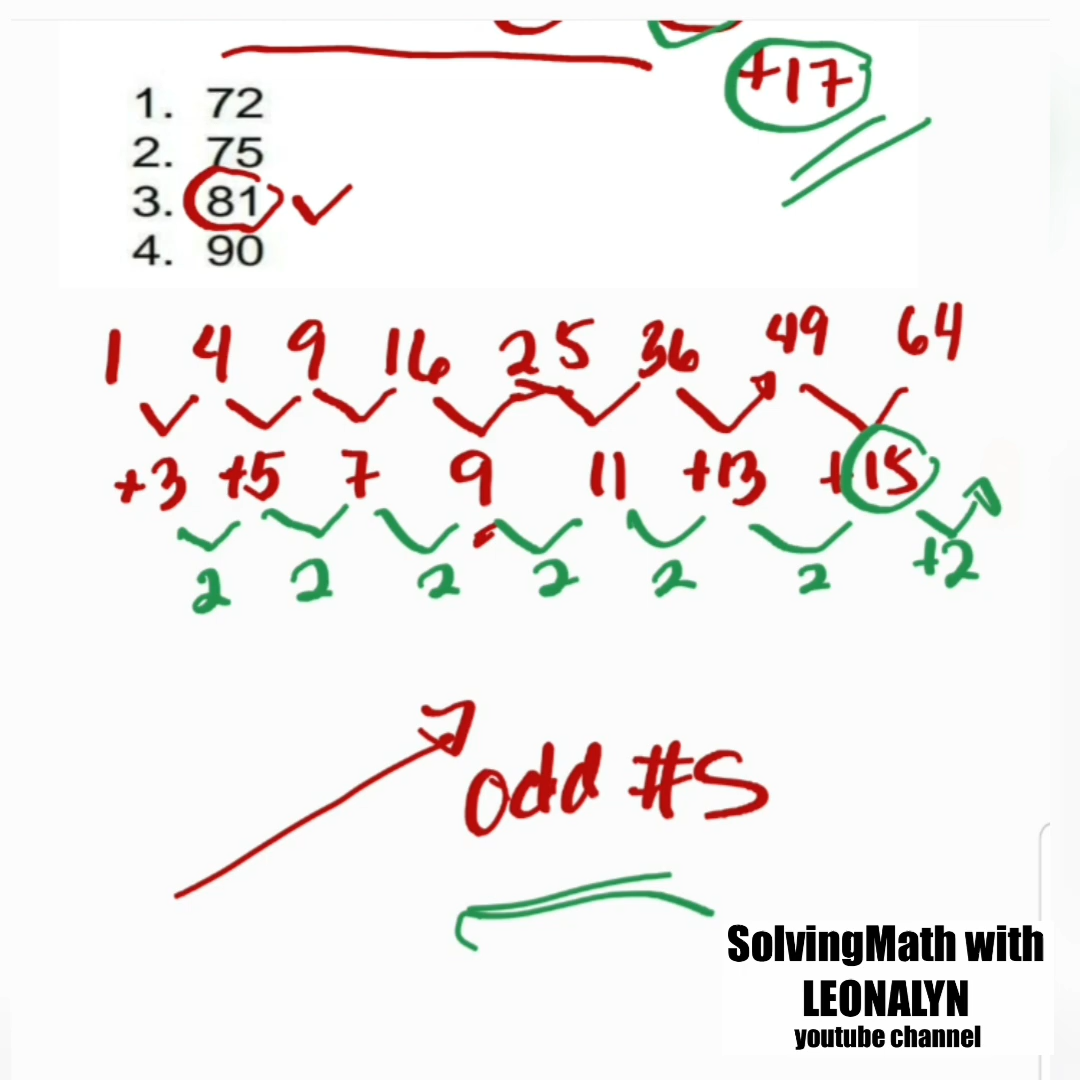 +17
1. 72
2. 75
3. 81
4. 90
1 4 9 16 25 36 49 64
+3 +5 7 9 11 +13 +15
2 2 2 2 2 2 +2
odd #s
SolvingMath with
LEONALYN
youtube channel